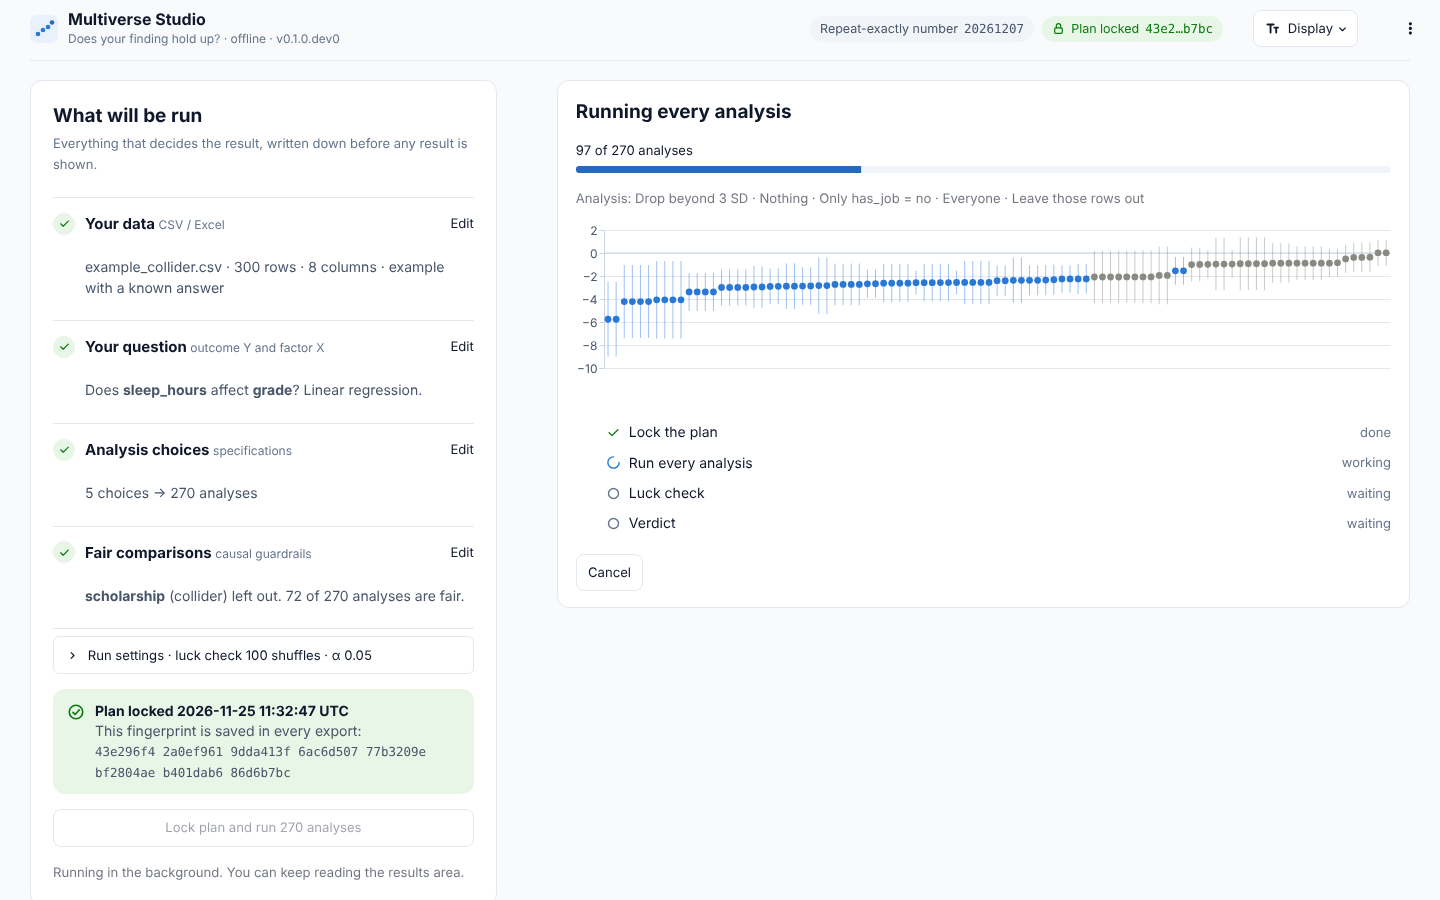 Multiverse Studio
Does your finding hold up? · offline · v0.1.0.dev0
Repeat-exactly number 20261207
Plan locked 43e2…b7bc
Display
What will be run
Everything that decides the result, written down before any result is
shown.
Your data CSV / Excel
Edit
example_collider.csv · 300 rows · 8 columns · example
with a known answer
Your question outcome Y and factor X
Edit
Does sleep_hours affect grade? Linear regression.
Analysis choices specifications
Edit
5 choices → 270 analyses
Fair comparisons causal guardrails
Edit
scholarship (collider) left out. 72 of 270 analyses are fair.
Run settings · luck check 100 shuffles · α 0.05
Plan locked 2026-11-25 11:32:47 UTC
This fingerprint is saved in every export:
43e296f4 2a0ef961 9dda413f 6ac6d507 77b3209e
bf2804ae b401dab6 86d6b7bc
Lock plan and run 270 analyses
Running in the background. You can keep reading the results area.
Running every analysis
97 of 270 analyses
Analysis: Drop beyond 3 SD · Nothing · Only has_job = no · Everyone · Leave those rows out
2
0
−2
−4
−6
−8
−10
Lock the plan
done
Run every analysis
working
Luck check
waiting
Verdict
waiting
Cancel